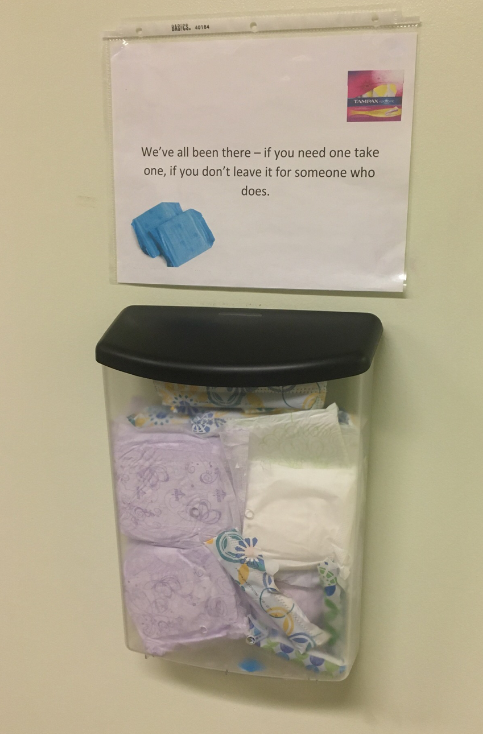 BASICS. 40184
TAMPAX
We've all been there – if you need one take
one, if you don't leave it for someone who
does.